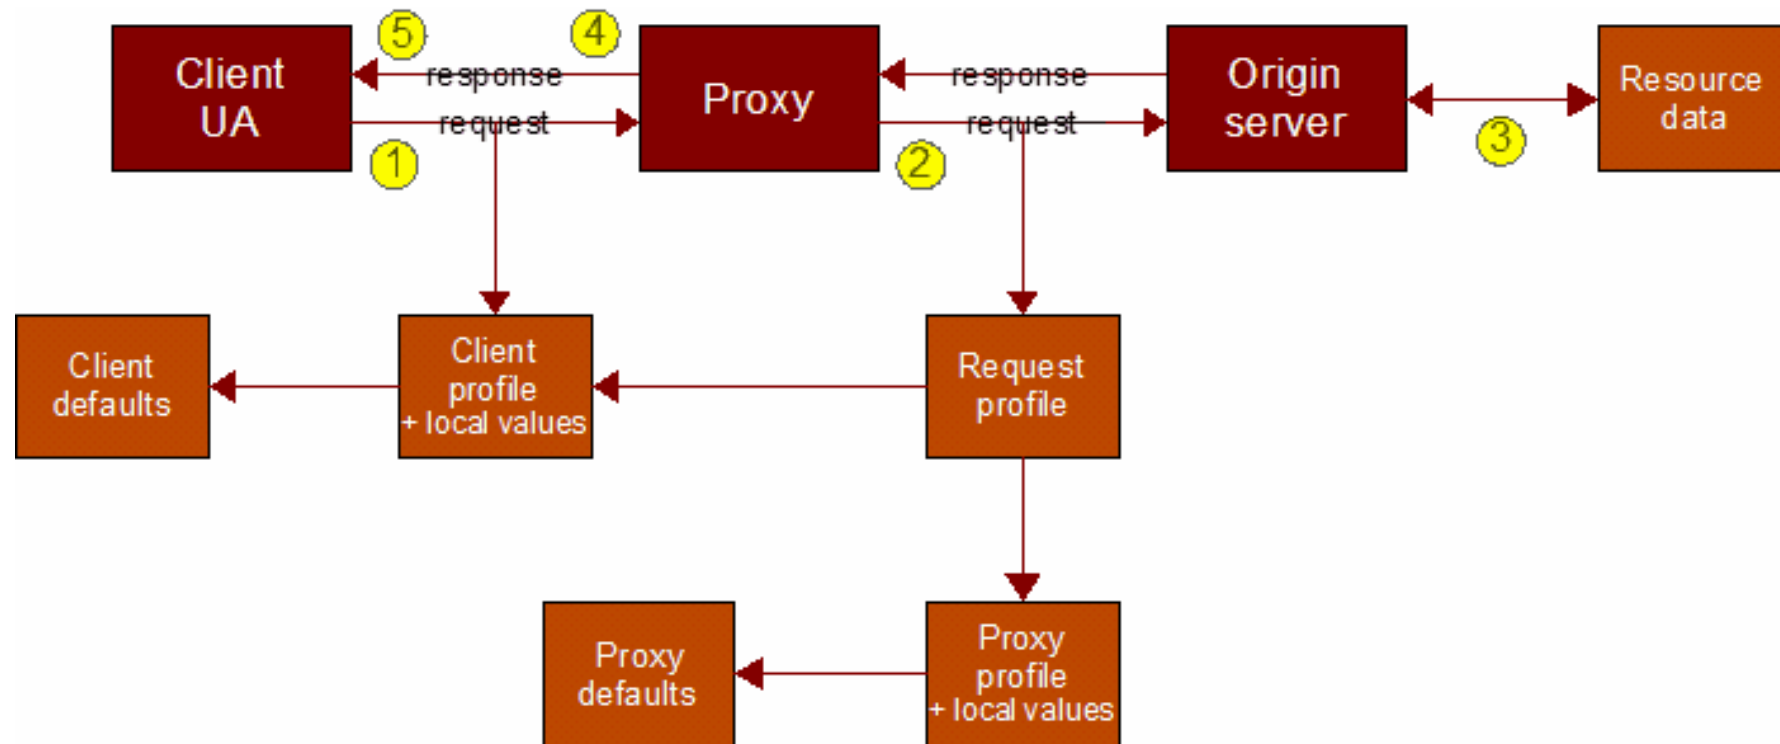 5
4
Client
UA
response
request
1
Proxy
response
request
2
Origin
server
3
Resource
data
Client
defaults
Client
profile
+ local values
Request
profile
Proxy
defaults
Proxy
profile
+ local values